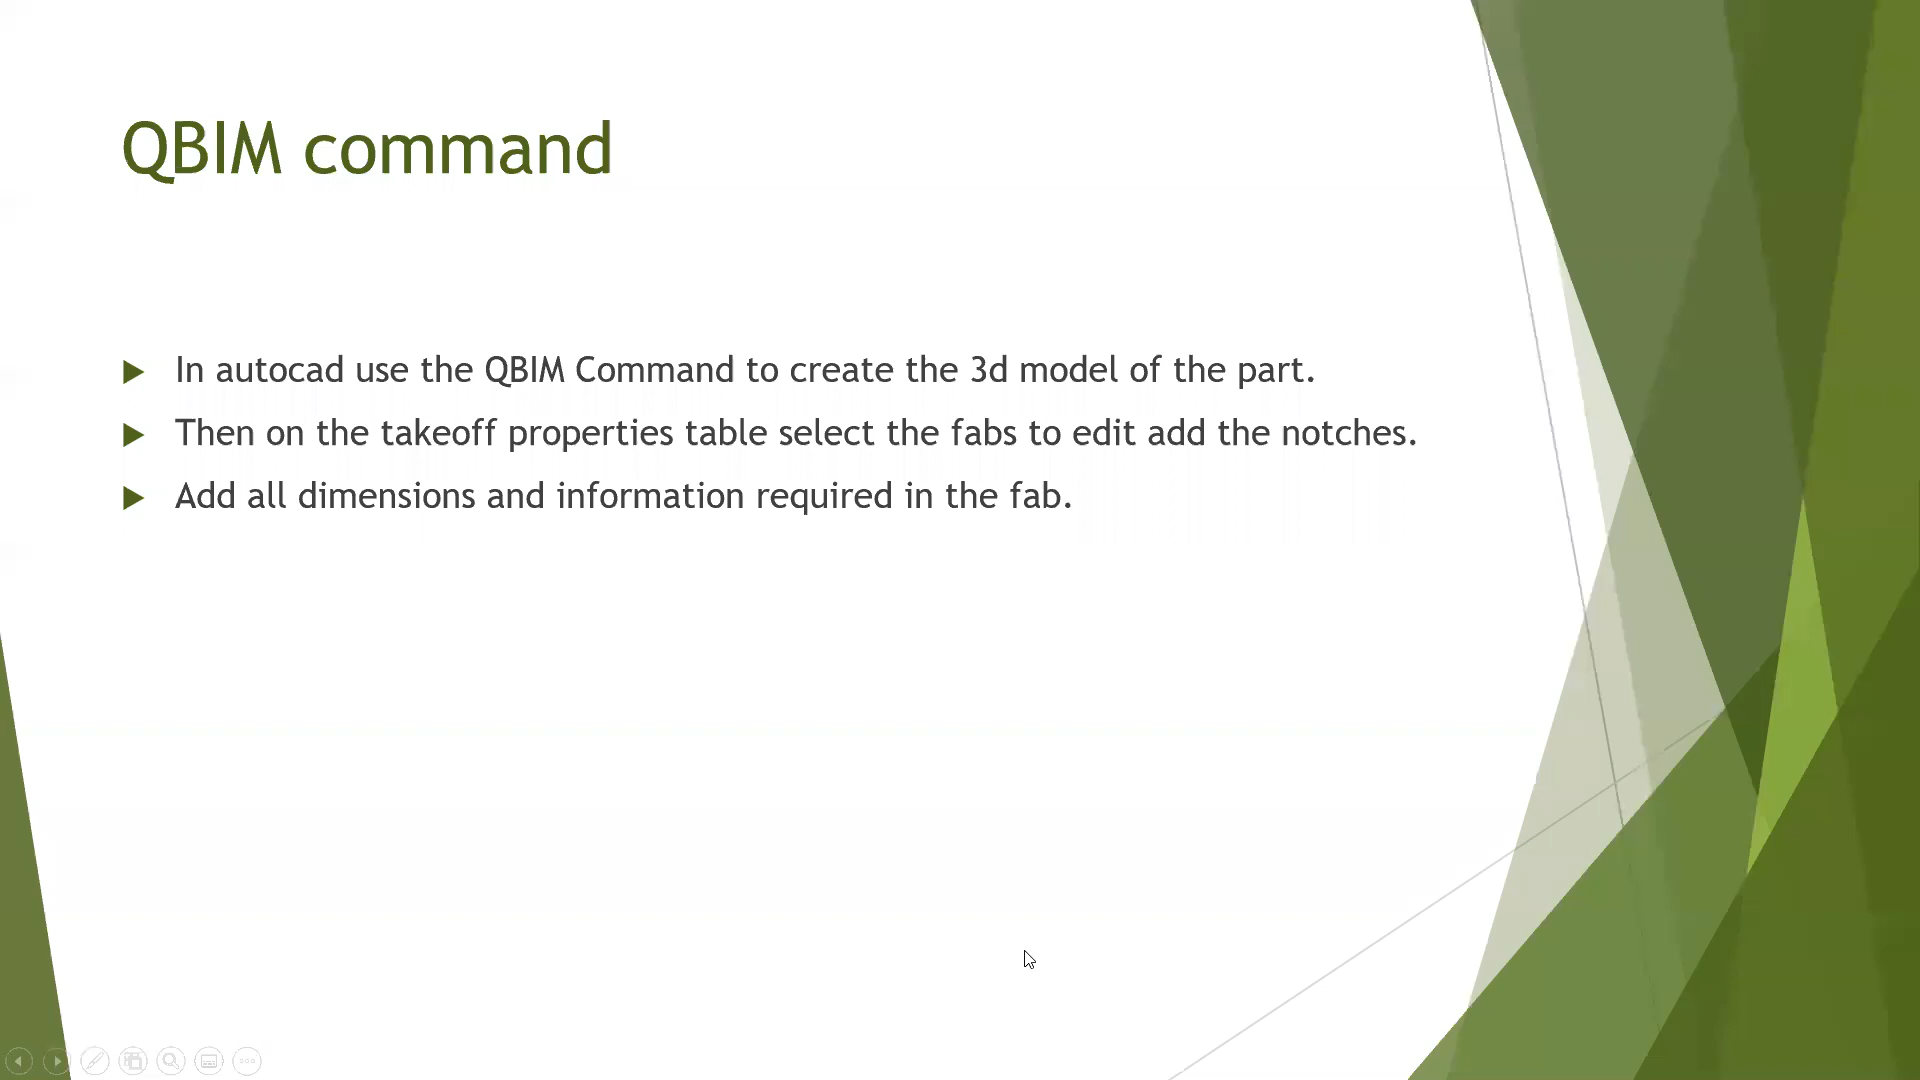 QBIM command
In autocad use the QBIM Command to create the 3d model of the part.
Then on the takeoff properties table select the fabs to edit add the notches.
Add all dimensions and information required in the fab.